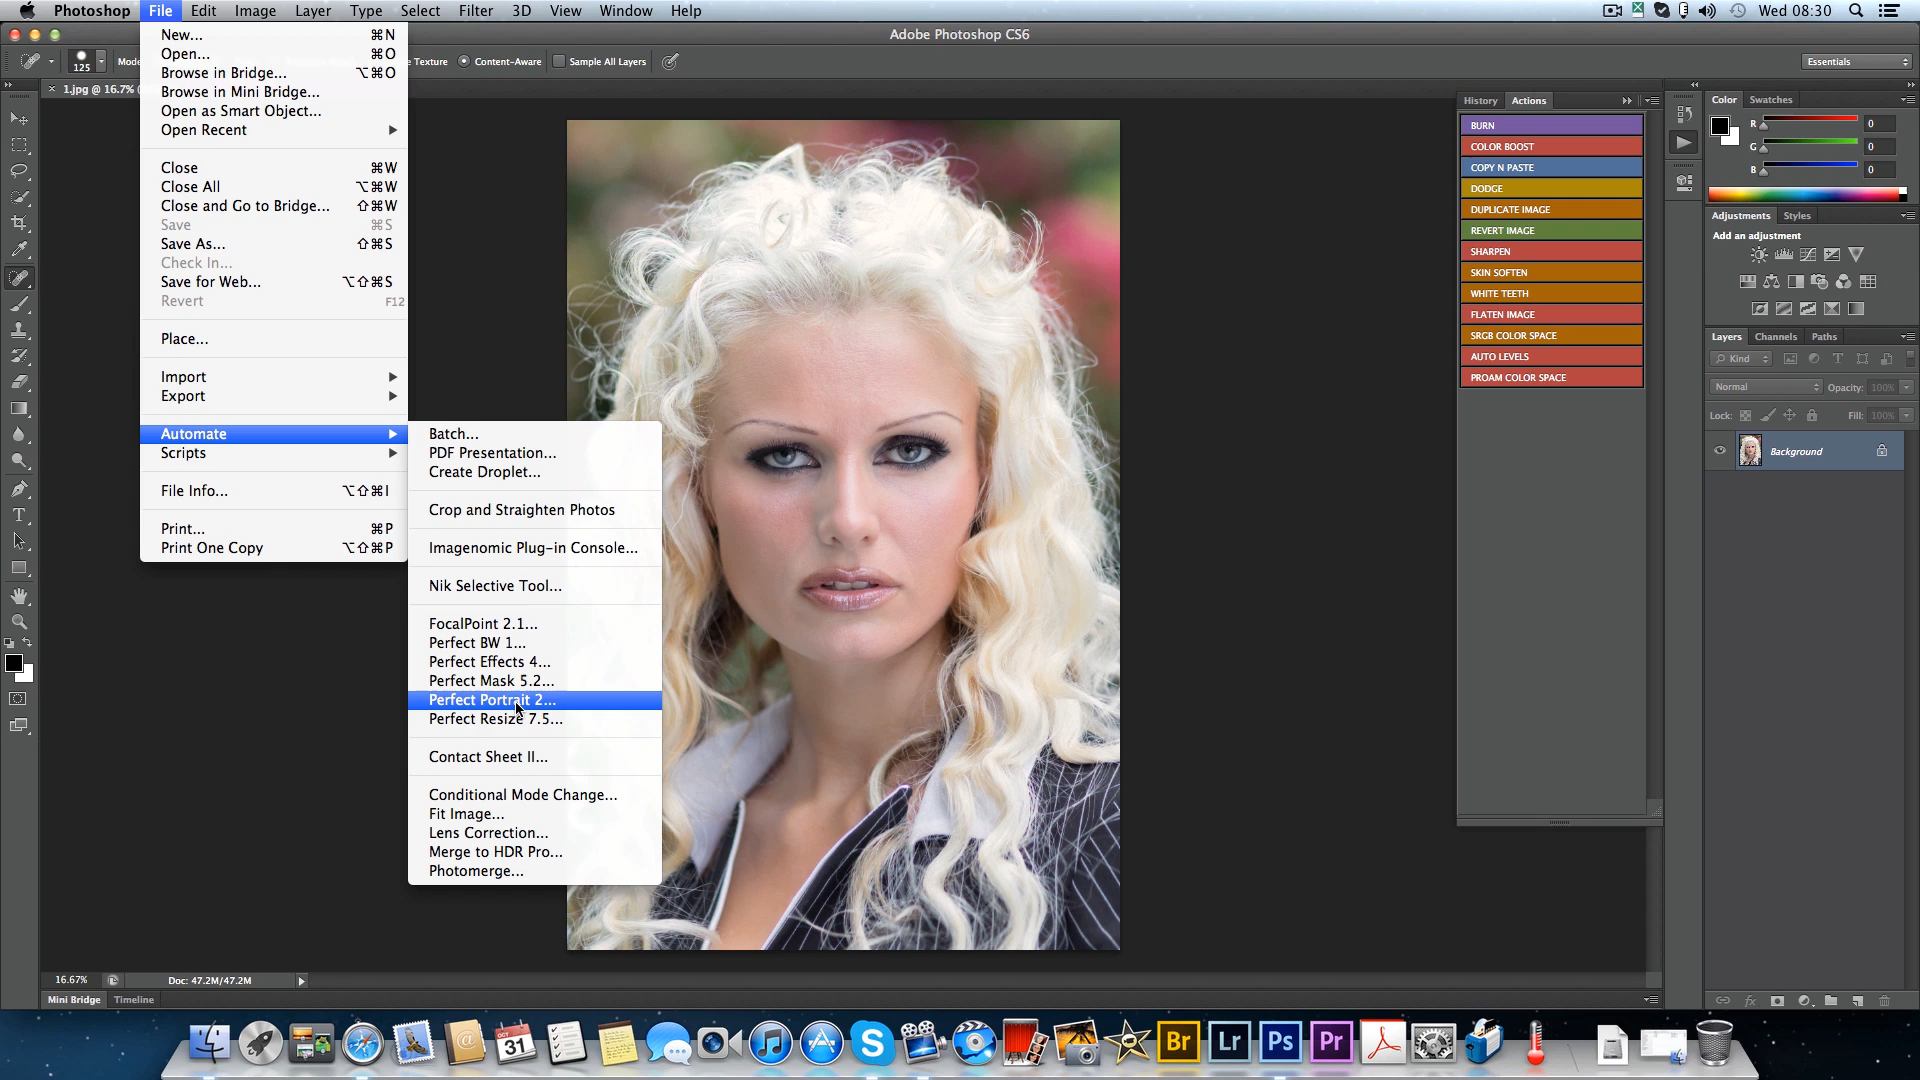 Photoshop File Edit Image Layer Type Select Filter 3D View Window Help Wed 08:30
Adobe Photoshop CS6
125 Mode Texture Content-Aware Sample All Layers Essentials
1.jpg @ 16.7%
New... ⌘N
Open... ⌘O
Browse in Bridge... ⌥⌘O
Browse in Mini Bridge...
Open as Smart Object...
Open Recent
Close ⌘W
Close All ⌥⌘W
Close and Go to Bridge... ⇧⌘W
Save ⌘S
Save As... ⇧⌘S
Check In...
Save for Web... ⌥⇧⌘S
Revert F12
Place...
Import
Export
Automate
Scripts
File Info... ⌥⇧⌘I
Print... ⌘P
Print One Copy ⌥⇧⌘P
Batch...
PDF Presentation...
Create Droplet...
Crop and Straighten Photos
Imagenomic Plug-in Console...
Nik Selective Tool...
FocalPoint 2.1...
Perfect BW 1...
Perfect Effects 4...
Perfect Mask 5.2...
Perfect Portrait 2...
Perfect Resize 7.5...
Contact Sheet II...
Conditional Mode Change...
Fit Image...
Lens Correction...
Merge to HDR Pro...
Photomerge...
History Actions
BURN
COLOR BOOST
COPY N PASTE
DODGE
DUPLICATE IMAGE
REVERT IMAGE
SHARPEN
SKIN SOFTEN
WHITE TEETH
FLATEN IMAGE
SRGB COLOR SPACE
AUTO LEVELS
PROAM COLOR SPACE
Color Swatches
R 0
G 0
B 0
Adjustments Styles
Add an adjustment
Layers Channels Paths
Kind
Normal Opacity: 100%
Lock: Fill: 100%
Background
16.67% Doc: 47.2M/47.2M
Mini Bridge Timeline
OCT
31
Br Lr Ps Pr